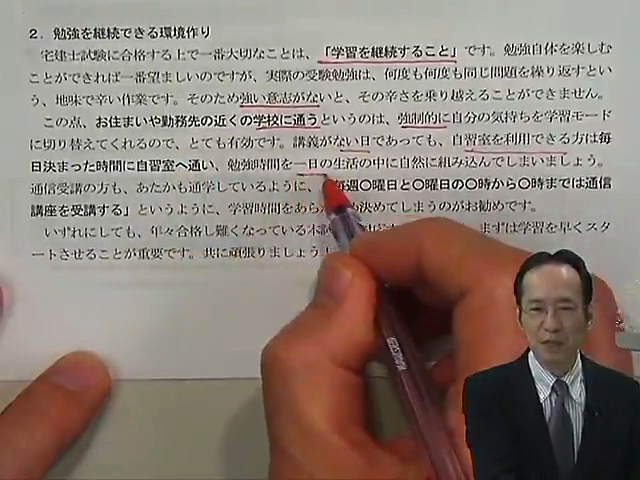 2．勉強を継続できる環境作り
宅建士試験に合格する上で一番大切なことは、「学習を継続すること」です。勉強自体を楽しむ
ことができれば一番望ましいのですが、実際の受験勉強は、何度も何度も同じ問題を繰り返すとい
う、地味で辛い作業です。そのため強い意志がないと、その辛さを乗り越えることができません。
この点、お住まいや勤務先の近くの学校に通うというのは、強制的に自分の気持ちを学習モード
に切り替えてくれるので、とても有効です。講義がない日であっても、自習室を利用できる方は毎
日決まった時間に自習室へ通い、勉強時間を一日の生活の中に自然に組み込んでしまいましょう。
通信受講の方も、あたかも通学しているように、毎週〇曜日と〇曜日の〇時から〇時までは通信
講座を受講する」というように、学習時間をあら 決めてしまうのがお勧めです。
いずれにしても、年々合格し難くなっている本試 まずは学習を早くスタ
ートさせることが重要です。共に頑張りましょう